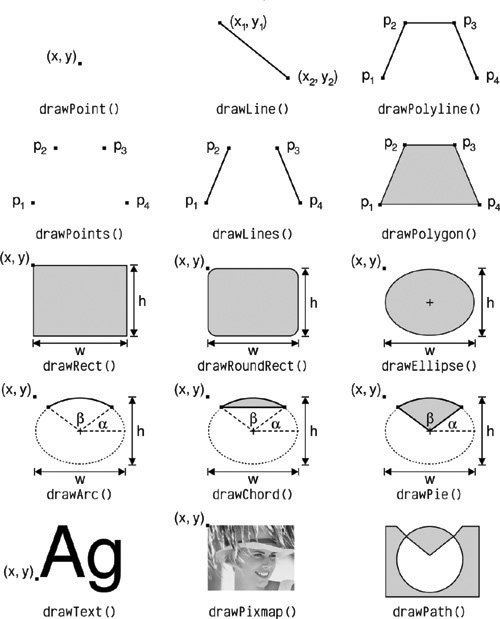 (x, y)
drawPoint()
(x1, y1)
(x2, y2)
drawLine()
p2 p3
p1 p4
drawPolyline()
p2 p3
p1 p4
drawPoints()
p2 p3
p1 p4
drawLines()
p2 p3
p1 p4
drawPolygon()
(x, y)
h
w
drawRect()
(x, y)
w
drawRoundRect()
h
(x, y)
h
w
drawEllipse()
(x, y)
β α h
w
drawArc()
(x, y)
β α h
w
drawChord()
(x, y)
β α h
w
drawPie()
Ag
(x, y)
drawText()
(x, y)
drawPixmap()
drawPath()